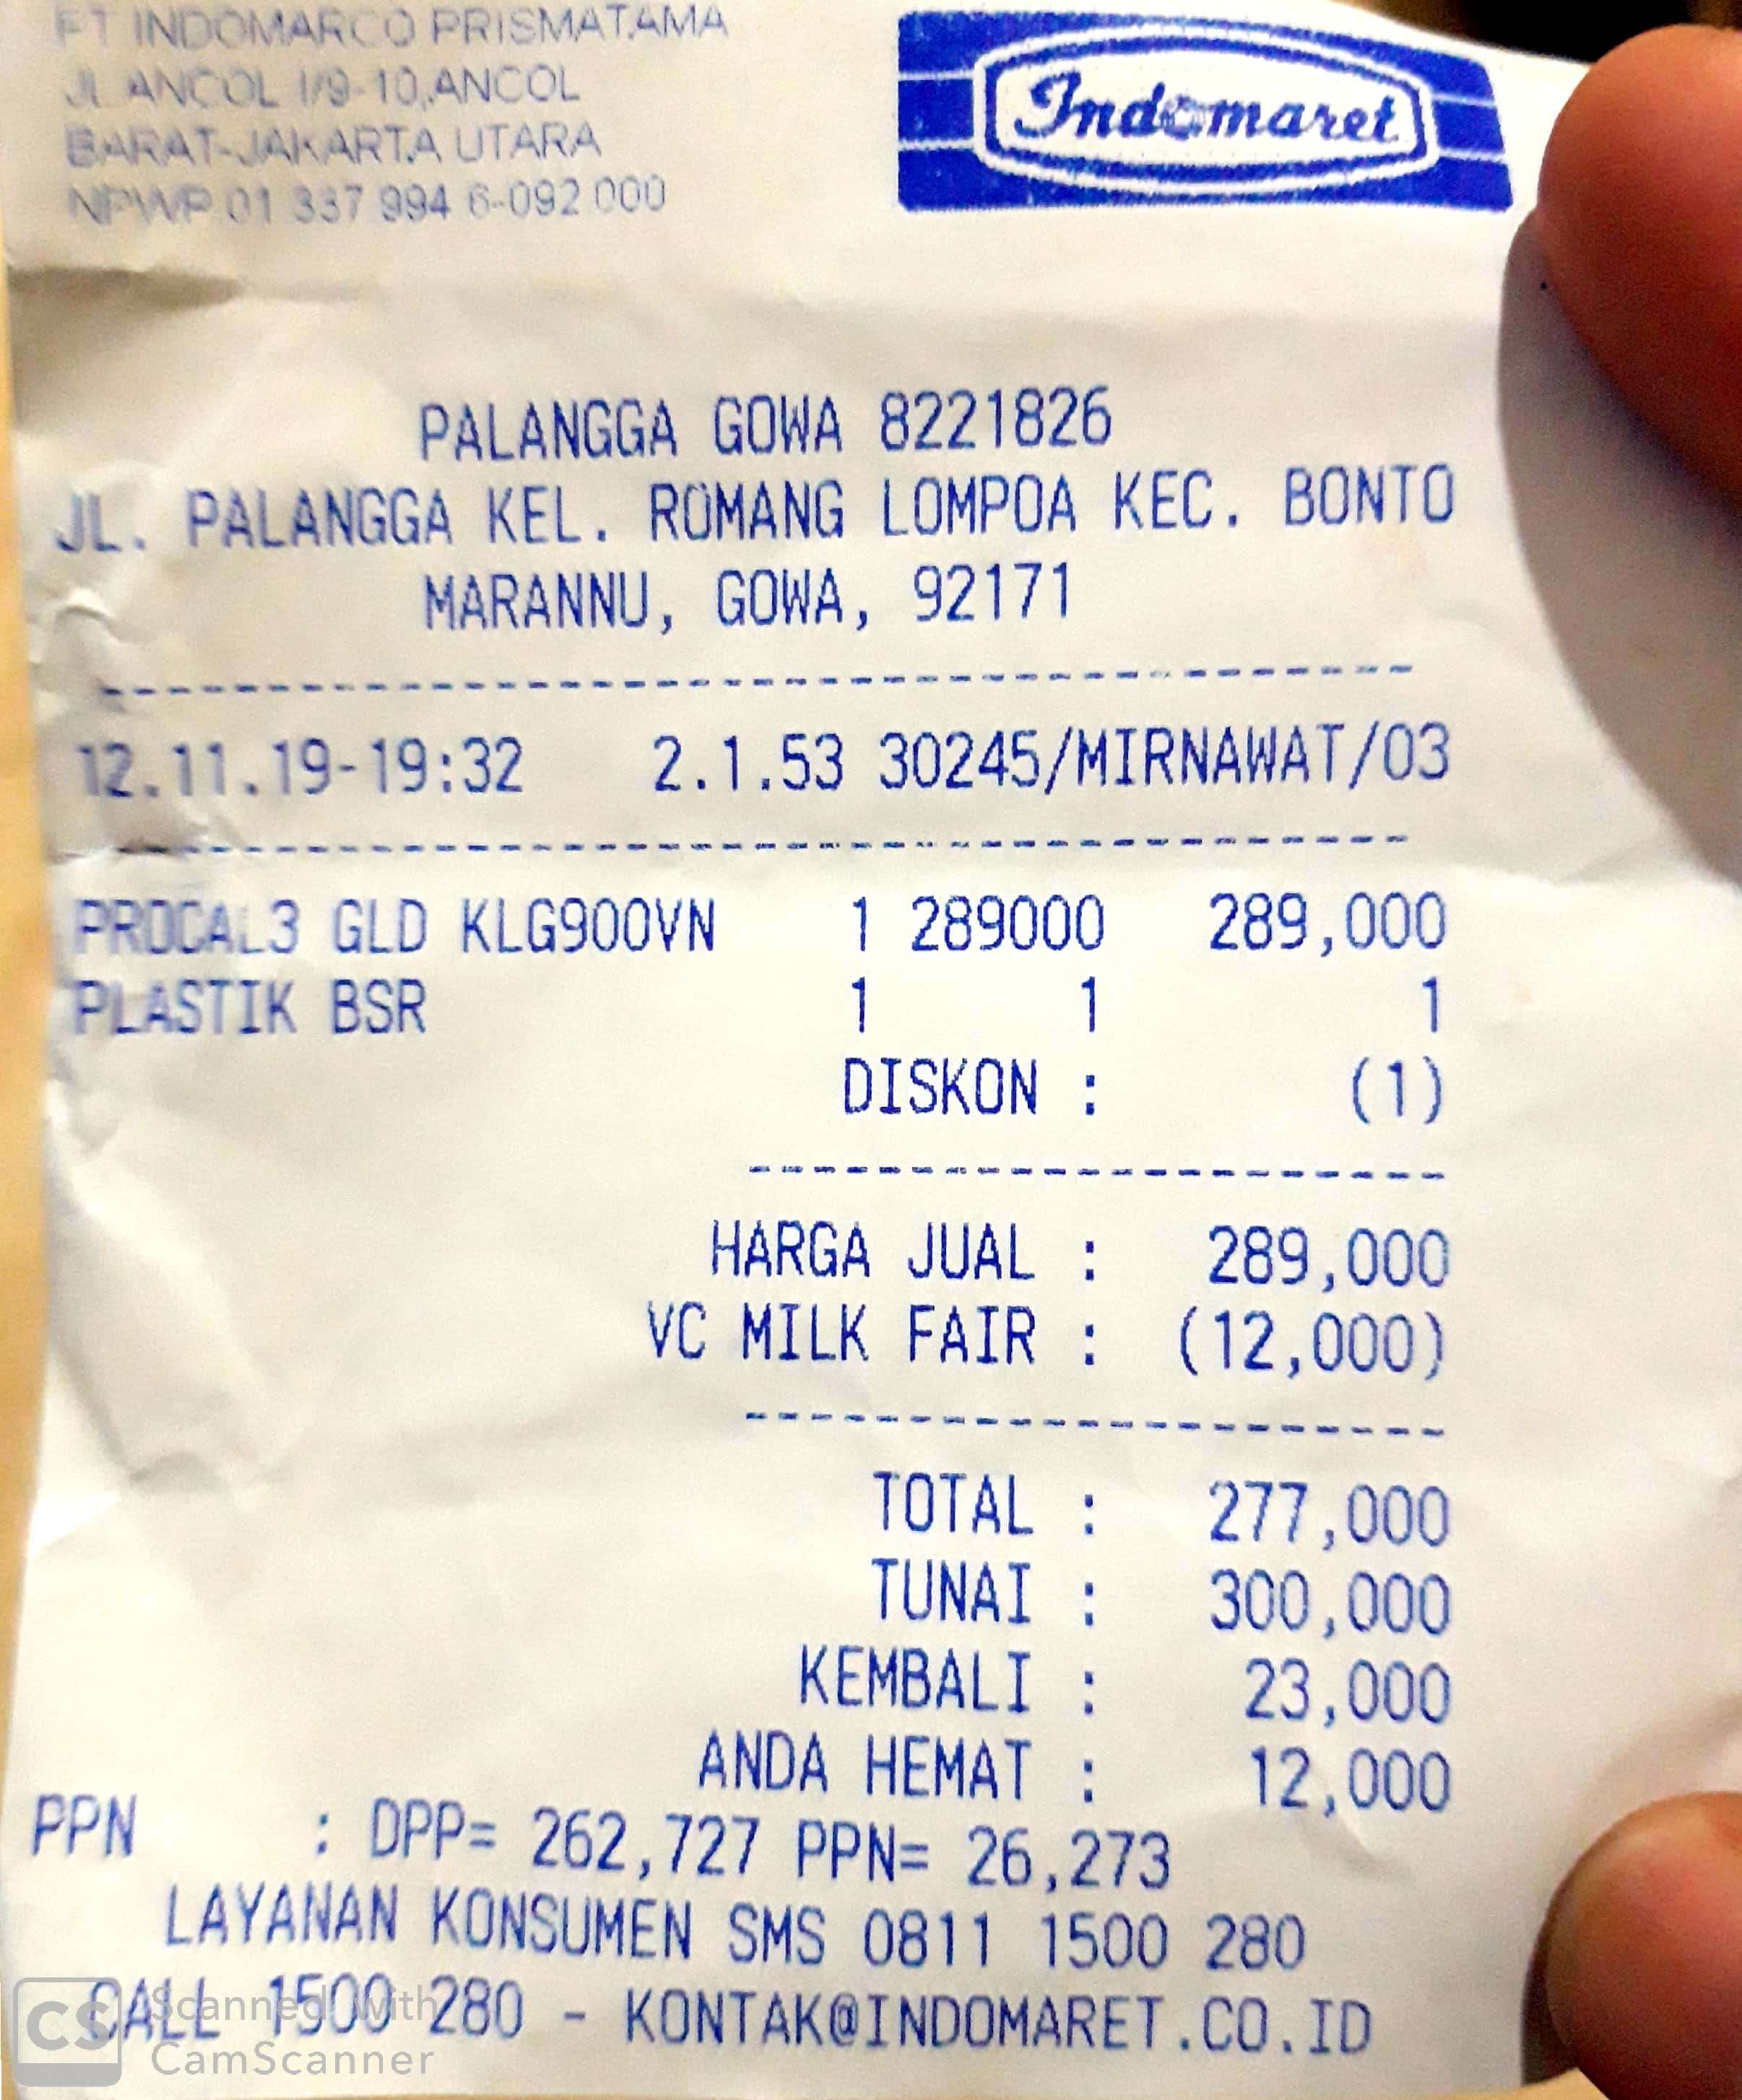 PT INDOMARCO PRISMATAMA
JL ANCOL I/9-10,ANCOL
BARAT-JAKARTA UTARA
NPWP 01 337 994 6-092 000
Indomaret
PALANGGA GOWA 8221826
JL. PALANGGA KEL. ROMANG LOMPOA KEC. BONTO
MARANNU, GOWA, 92171
12.11.19-19:32 2.1.53 30245/MIRNAWAT/03
PROCAL3 GLD KLG900VN 1 289000 289,000
PLASTIK BSR 1 1 1
DISKON : (1)
HARGA JUAL : 289,000
VC MILK FAIR : (12,000)
TOTAL : 277,000
TUNAI : 300,000
KEMBALI : 23,000
ANDA HEMAT : 12,000
PPN : DPP= 262,727 PPN= 26,273
LAYANAN KONSUMEN SMS 0811 1500 280
CALL 1500 280 - KONTAK@INDOMARET.CO.ID
CS Scanned with
CamScanner